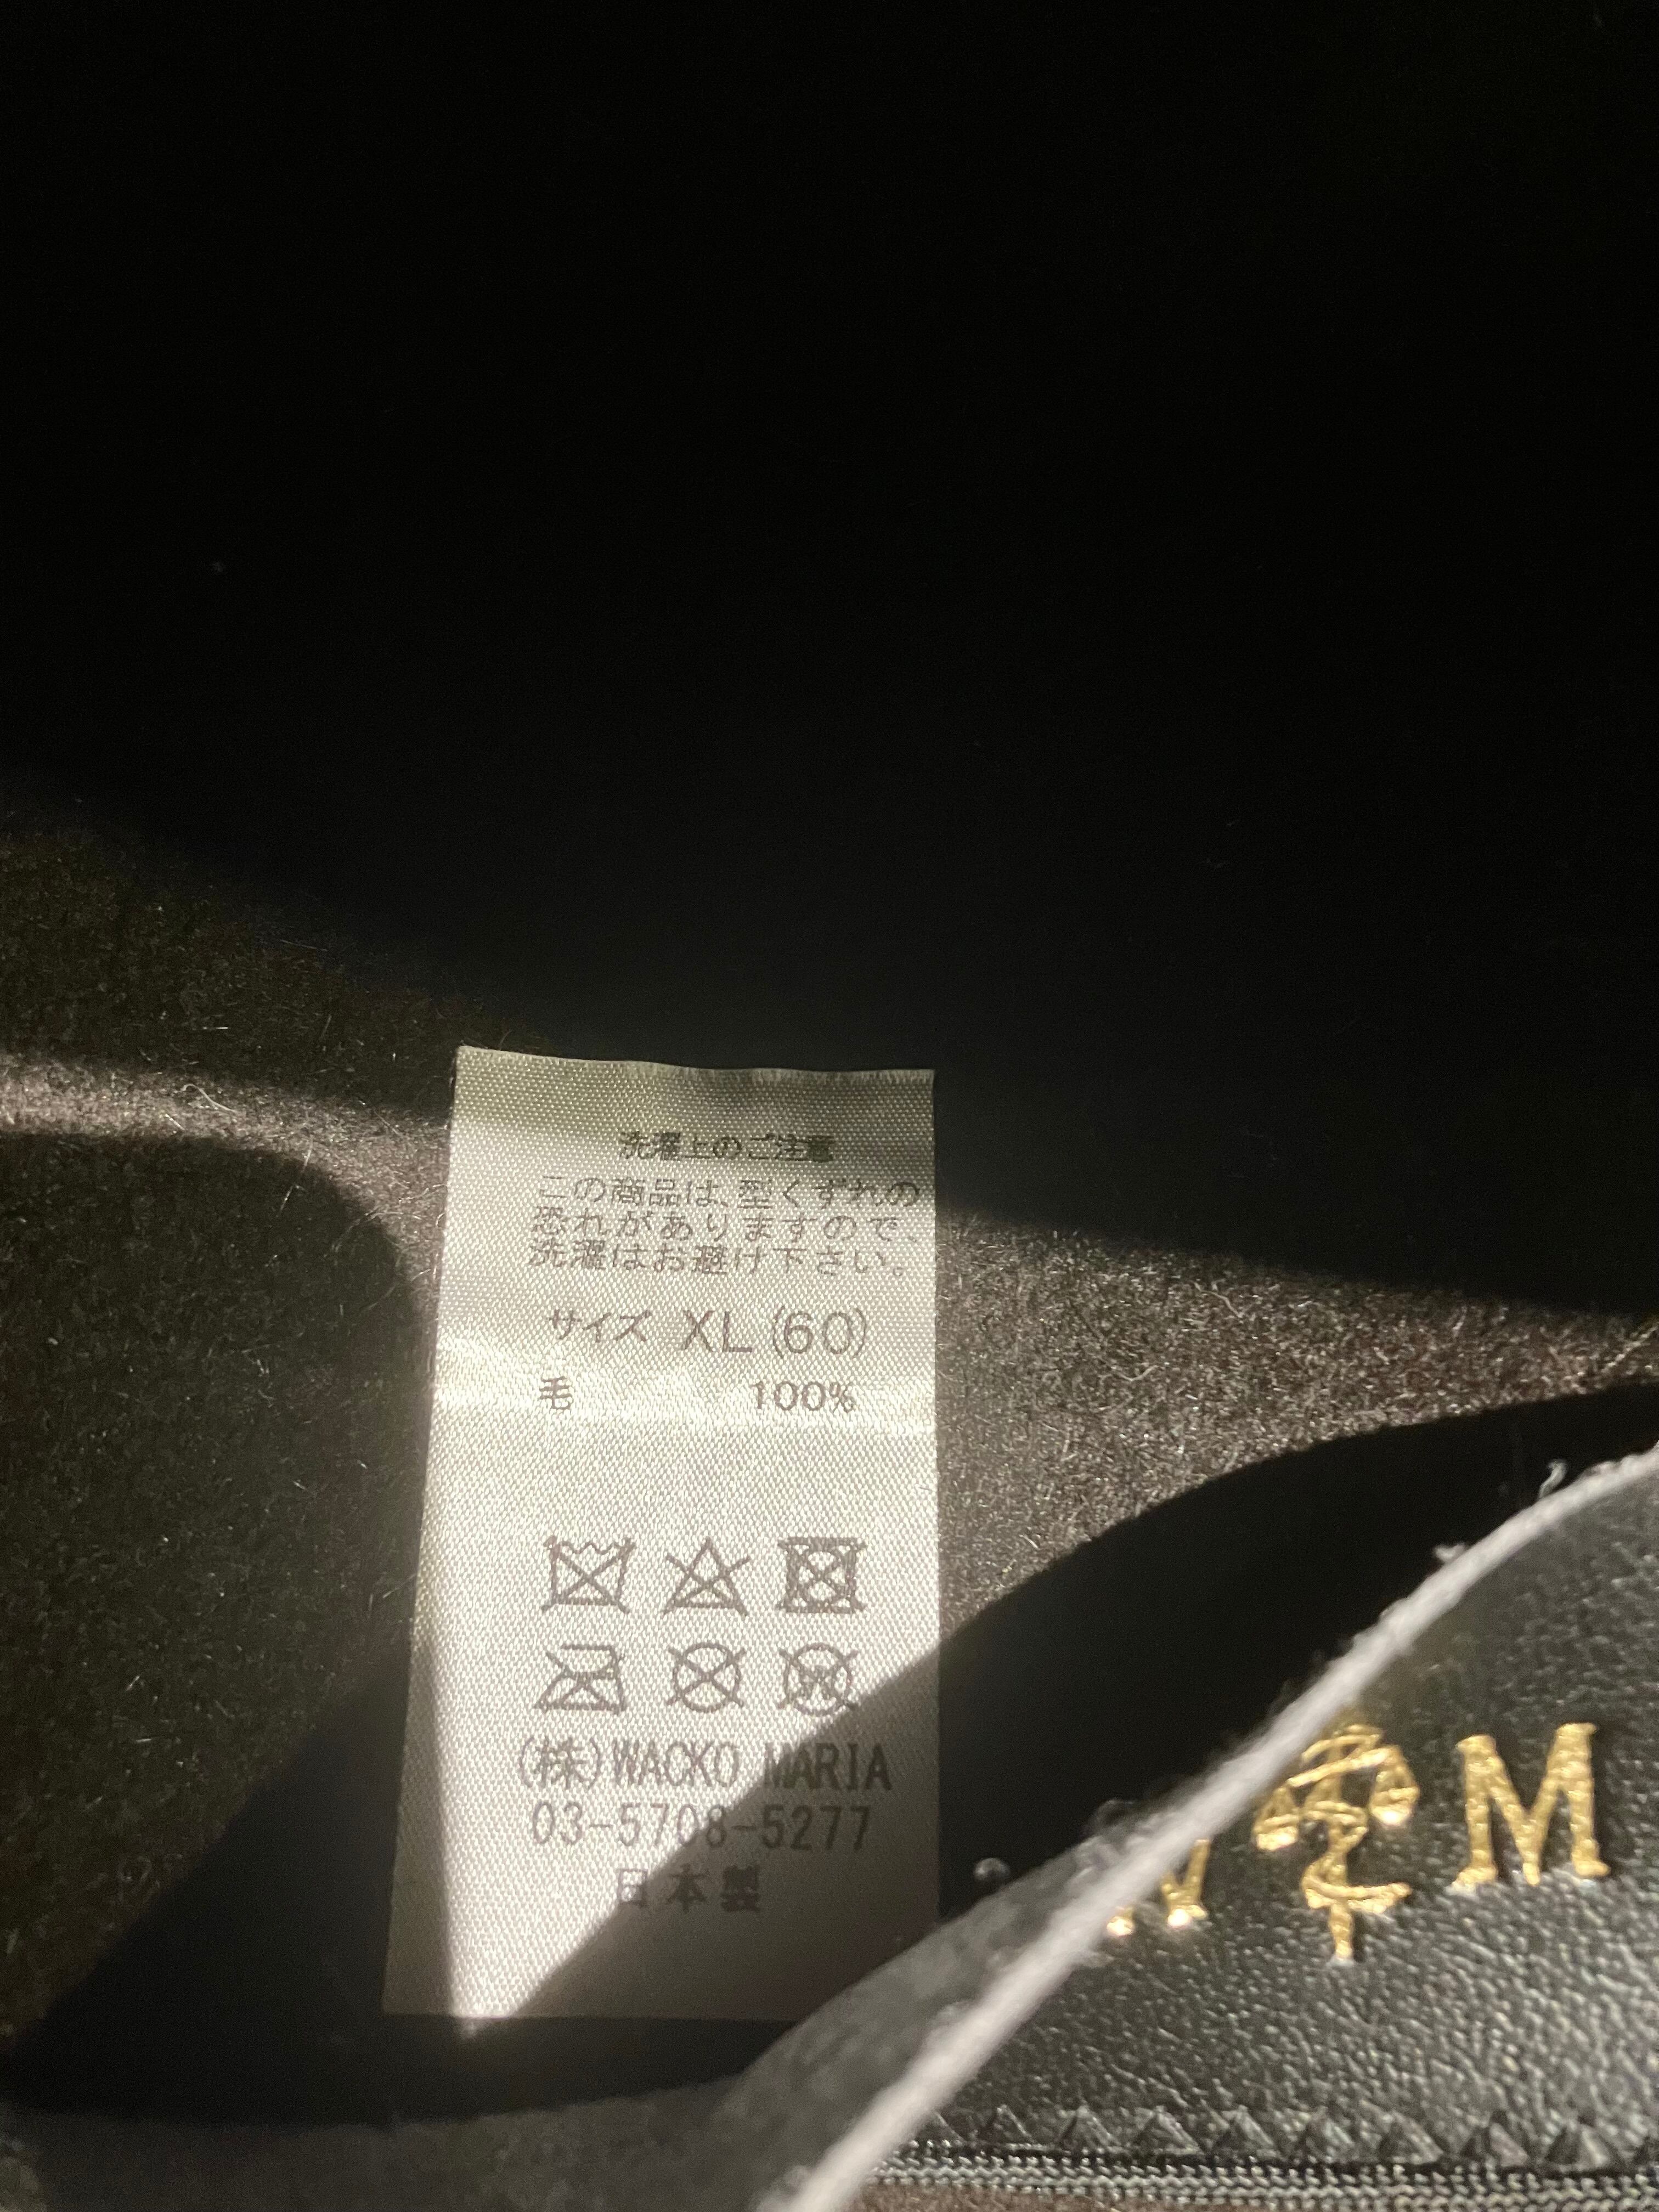 洗濯上のご注意
この商品は、型くずれの
恐れがありますので、
洗濯はお避け下さい。
サイズ XL(60)
毛 100%
W
(株)WACKO MARIA
03-5708-5277
日本製
M